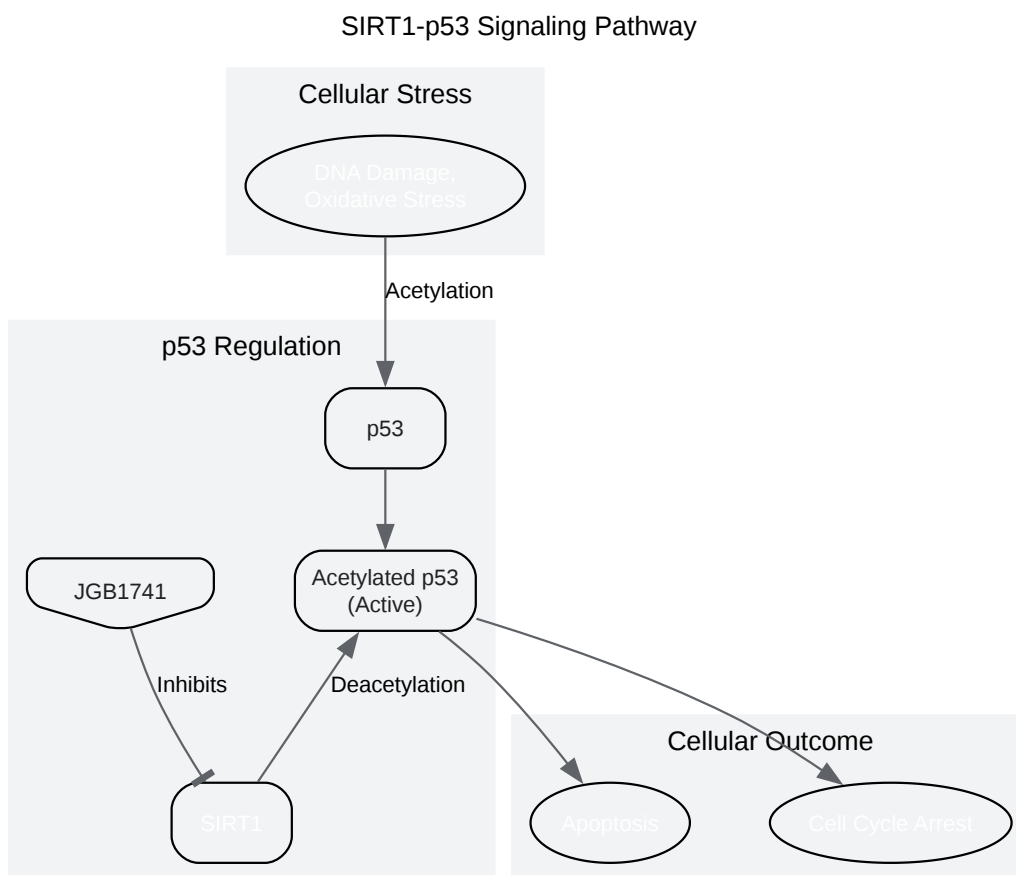 SIRT1-p53 Signaling Pathway
Cellular Stress
DNA Damage,
Oxidative Stress
Acetylation
p53 Regulation
p53
JGB1741
Acetylated p53
(Active)
Inhibits
Deacetylation
Cellular Outcome
SIRT1
Apoptosis
Cell Cycle Arrest